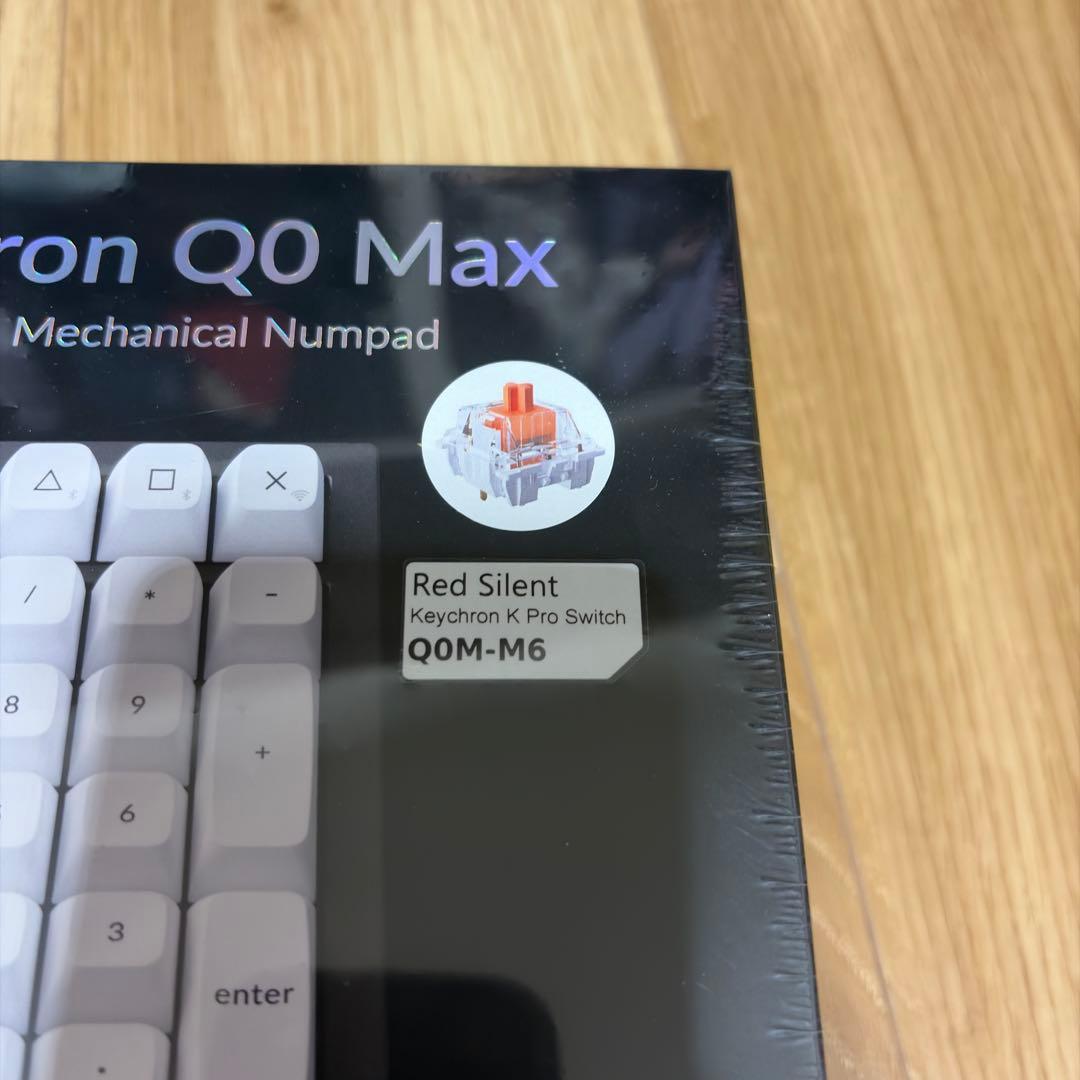 ron Q0 Max
Mechanical Numpad
Red Silent
Keychron K Pro Switch
Q0M-M6
/ * -
8 9 +
6
3
enter
.